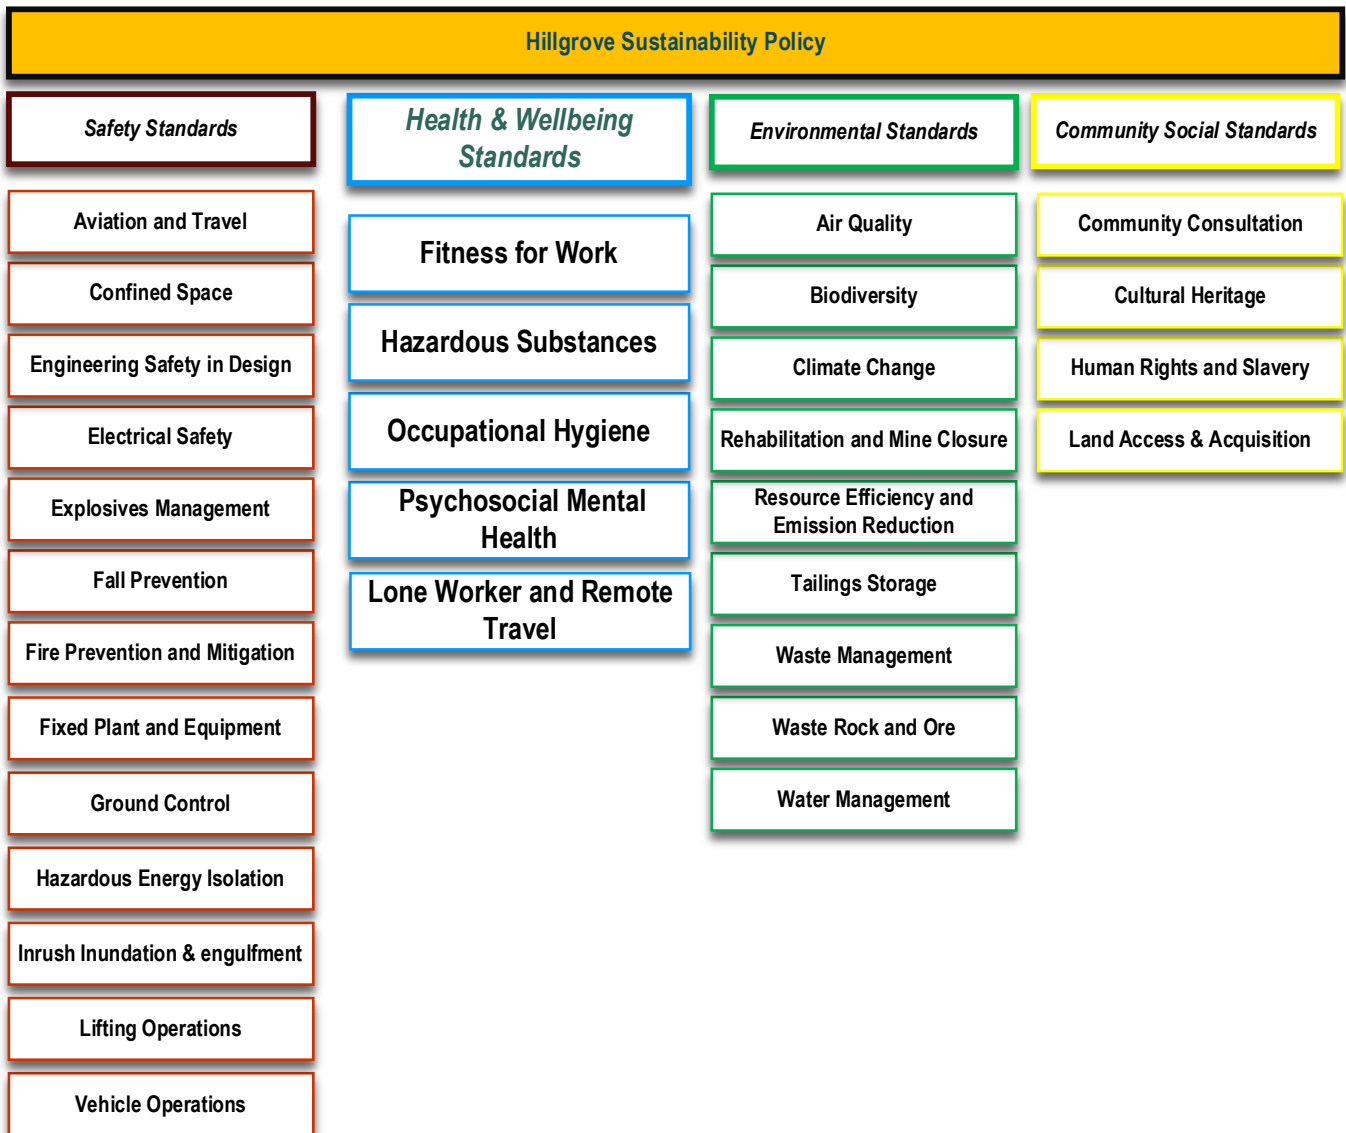 Hillgrove Sustainability Policy
Safety Standards
Aviation and Travel
Confined Space
Engineering Safety in Design
Electrical Safety
Explosives Management
Fall Prevention
Fire Prevention and Mitigation
Fixed Plant and Equipment
Ground Control
Hazardous Energy Isolation
Inrush Inundation & engulfment
Lifting Operations
Vehicle Operations
Health & Wellbeing
Standards
Fitness for Work
Hazardous Substances
Occupational Hygiene
Psychosocial Mental
Health
Lone Worker and Remote
Travel
Environmental Standards
Air Quality
Biodiversity
Climate Change
Rehabilitation and Mine Closure
Resource Efficiency and
Emission Reduction
Tailings Storage
Waste Management
Waste Rock and Ore
Water Management
Community Social Standards
Community Consultation
Cultural Heritage
Human Rights and Slavery
Land Access & Acquisition